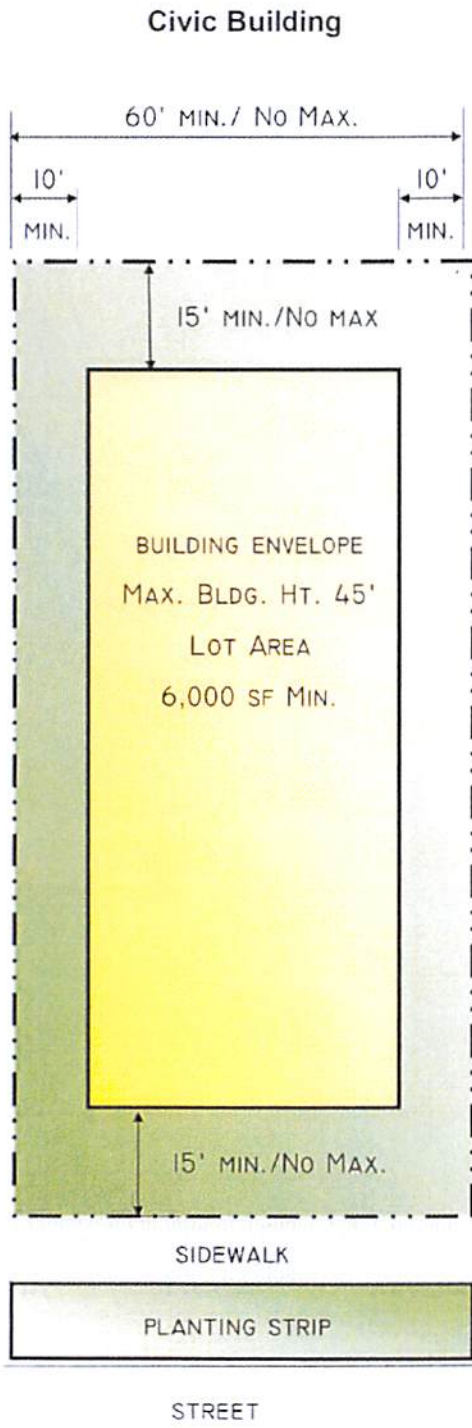 Civic Building
60' MIN./ NO MAX.
10' 10'
MIN. MIN.
15' MIN./NO MAX
BUILDING ENVELOPE
MAX. BLDG. HT. 45'
LOT AREA
6,000 SF MIN.
15' MIN./NO MAX.
SIDEWALK
PLANTING STRIP
STREET